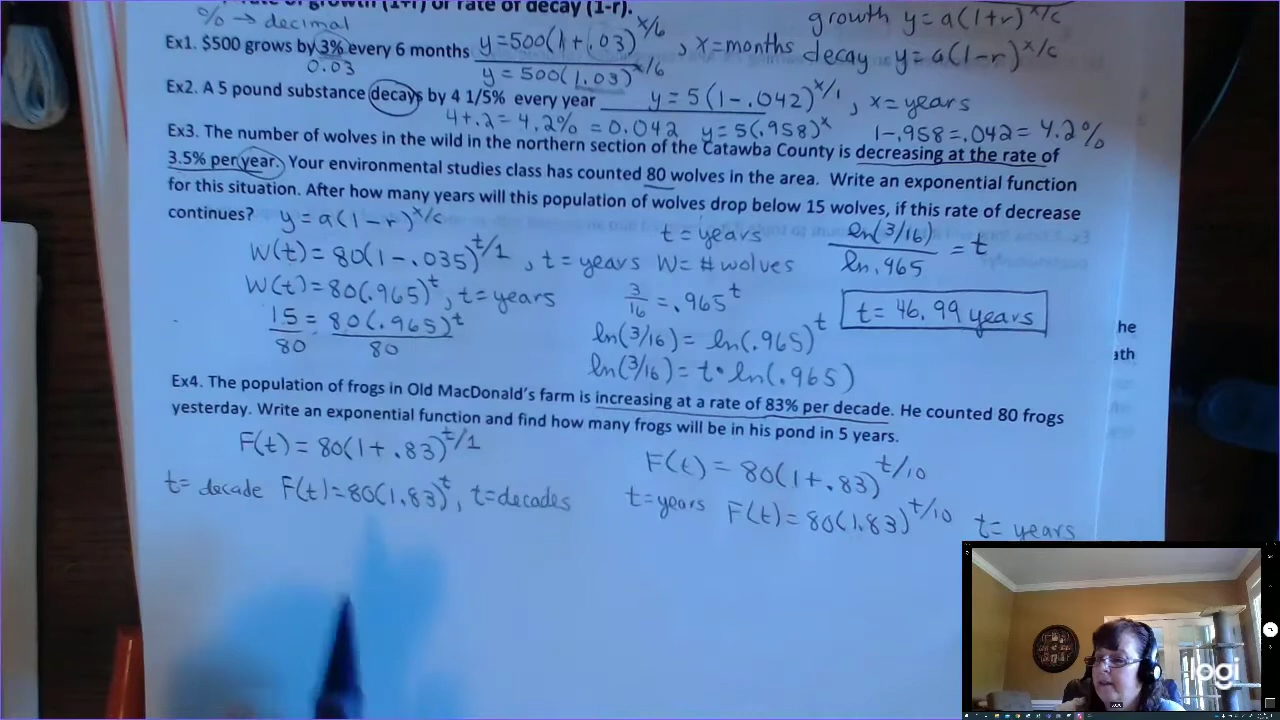 rate of growth (1+r) or rate of decay (1-r).
% → decimal
growth y=a(1+r)^x/c
Ex1. $500 grows by 3% every 6 months y=500(1+.03)^x/6, x=months
decay y=a(1-r)^x/c
0.03
y=500(1.03)^x/6
Ex2. A 5 pound substance decays by 4 1/5% every year y=5(1-.042)^x/1, x=years
4+.2=4.2% =0.042 y=5(.958)^x 1-.958=.042=4.2%
Ex3. The number of wolves in the wild in the northern section of the Catawba County is decreasing at the rate of
3.5% per year. Your environmental studies class has counted 80 wolves in the area. Write an exponential function
for this situation. After how many years will this population of wolves drop below 15 wolves, if this rate of decrease
continues? y=a(1-r)^x/c
t=years
ln(3/16)/ln.965 = t
W(t)=80(1-.035)^t/1, t=years W=#wolves
W(t)=80(.965)^t, t=years
3/16=.965^t
t=46.99 years
15/80=80(.965)^t/80
ln(3/16)=ln(.965)^t
ln(3/16)=t•ln(.965)
he
ath
Ex4. The population of frogs in Old MacDonald's farm is increasing at a rate of 83% per decade. He counted 80 frogs
yesterday. Write an exponential function and find how many frogs will be in his pond in 5 years.
F(t)=80(1+.83)^t/1
F(t)=80(1+.83)^t/10
t=decade F(t)=80(1.83)^t, t=decades
t=years F(t)=80(1.83)^t/10 t=years
logi